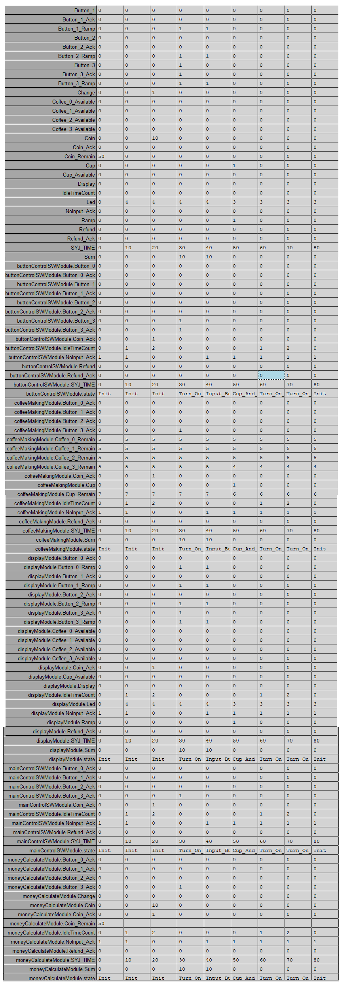 Button_1 0 0 0 0 0 0 0 0 0
Button_1_Ack 0 0 0 0 0 0 0 0 0
Button_1_Ramp 0 0 0 1 1 0 0 0 0
Button_2 0 0 0 0 0 0 0 0 0
Button_2_Ack 0 0 0 0 0 0 0 0 0
Button_2_Ramp 0 0 0 1 1 0 0 0 0
Button_3 0 0 0 1 0 0 0 0 0
Button_3_Ack 0 0 0 1 0 0 0 0 0
Button_3_Ramp 0 0 0 1 1 0 0 0 0
Change 0 0 1 0 0 0 0 0 0
Coffee_0_Available 0 0 0 0 0 0 0 0 0
Coffee_1_Available 0 0 0 0 0 0 0 0 0
Coffee_2_Available 0 0 0 0 0 0 0 0 0
Coffee_3_Available 0 0 0 0 0 0 0 0 0
Coin 0 0 10 0 0 0 0 0 0
Coin_Ack 0 0 0 0 0 0 0 0 0
Coin_Remain 50 0 0 0 0 0 0 0 0
Cup 0 0 0 0 0 1 0 0 0
Cup_Available 0 0 0 0 0 0 0 0 0
Display 0 0 0 0 0 0 0 0 0
IdleTimeCount 0 0 0 0 0 0 0 0 0
Led 0 4 4 4 4 3 3 3 3
NoInput_Ack 0 0 0 0 0 0 0 0 0
Ramp 0 0 0 0 0 1 0 0 0
Refund 0 0 0 0 0 0 0 0 0
Refund_Ack 0 0 0 0 0 0 0 0 0
SYJ_TIME 0 10 20 30 40 50 60 70 80
Sum 0 0 0 10 10 0 0 0 0
buttonControlSWModule.Button_0 0 0 0 0 0 0 0 0 0
buttonControlSWModule.Button_0_Ack 0 0 0 0 0 0 0 0 0
buttonControlSWModule.Button_1 0 0 0 0 0 0 0 0 0
buttonControlSWModule.Button_1_Ack 0 0 0 0 0 0 0 0 0
buttonControlSWModule.Button_2 0 0 0 0 0 0 0 0 0
buttonControlSWModule.Button_2_Ack 0 0 0 0 0 0 0 0 0
buttonControlSWModule.Button_3 0 0 0 1 0 0 0 0 0
buttonControlSWModule.Button_3_Ack 0 0 0 1 0 0 0 0 0
buttonControlSWModule.Coin_Ack 0 0 1 0 0 0 0 0 0
buttonControlSWModule.IdleTimeCount 0 1 2 0 0 0 1 2 0
buttonControlSWModule.NoInput_Ack 1 1 0 0 1 1 1 1 1
buttonControlSWModule.Refund 0 0 0 0 0 0 0 0 0
buttonControlSWModule.Refund_Ack 0 0 0 0 0 0 0 0 0
buttonControlSWModule.SYJ_TIME 0 10 20 30 40 50 60 70 80
buttonControlSWModule.state Init Init Init Turn_On_ Input_Bu Cup_And_ Turn_On_ Turn_On_ Init
coffeeMakingModule.Button_0_Ack 0 0 0 0 0 0 0 0 0
coffeeMakingModule.Button_1_Ack 0 0 0 0 0 0 0 0 0
coffeeMakingModule.Button_2_Ack 0 0 0 0 0 0 0 0 0
coffeeMakingModule.Button_3_Ack 0 0 0 1 0 0 0 0 0
coffeeMakingModule.Coffee_0_Remain 5 5 5 5 5 5 5 5 5
coffeeMakingModule.Coffee_1_Remain 5 5 5 5 5 5 5 5 5
coffeeMakingModule.Coffee_2_Remain 5 5 5 5 5 5 5 5 5
coffeeMakingModule.Coffee_3_Remain 5 5 5 5 5 4 4 4 4
coffeeMakingModule.Coin_Ack 0 0 1 0 0 0 0 0 0
coffeeMakingModule.Cup 0 0 0 0 0 1 0 0 0
coffeeMakingModule.Cup_Remain 7 7 7 7 7 6 6 6 6
coffeeMakingModule.IdleTimeCount 0 1 2 0 0 0 1 2 0
coffeeMakingModule.NoInput_Ack 1 1 0 0 1 1 1 1 1
coffeeMakingModule.Refund_Ack 0 0 0 0 0 0 0 0 0
coffeeMakingModule.SYJ_TIME 0 10 20 30 40 50 60 70 80
coffeeMakingModule.Sum 0 0 0 10 10 0 0 0 0
coffeeMakingModule.state Init Init Init Turn_On_ Input_Bu Cup_And_ Turn_On_ Turn_On_ Init
displayModule.Button_0_Ack 0 0 0 0 0 0 0 0 0
displayModule.Button_0_Ramp 0 0 0 1 1 0 0 0 0
displayModule.Button_1_Ack 0 0 0 0 0 0 0 0 0
displayModule.Button_1_Ramp 0 0 0 1 1 0 0 0 0
displayModule.Button_2_Ack 0 0 0 0 0 0 0 0 0
displayModule.Button_2_Ramp 0 0 0 1 1 0 0 0 0
displayModule.Button_3_Ack 0 0 0 1 0 0 0 0 0
displayModule.Button_3_Ramp 0 0 0 1 1 0 0 0 0
displayModule.Coffee_0_Available 0 0 0 0 0 0 0 0 0
displayModule.Coffee_1_Available 0 0 0 0 0 0 0 0 0
displayModule.Coffee_2_Available 0 0 0 0 0 0 0 0 0
displayModule.Coffee_3_Available 0 0 0 0 0 0 0 0 0
displayModule.Coin_Ack 0 0 1 0 0 0 0 0 0
displayModule.Cup_Available 0 0 0 0 0 0 0 0 0
displayModule.Display 0 0 0 0 0 0 0 0 0
displayModule.IdleTimeCount 0 1 2 0 0 0 1 2 0
displayModule.Led 0 4 4 4 4 3 3 3 3
displayModule.NoInput_Ack 1 1 0 0 1 1 1 1 1
displayModule.Ramp 0 0 0 0 0 1 0 0 0
displayModule.Refund_Ack 0 0 0 0 0 0 0 0 0
displayModule.SYJ_TIME 0 10 20 30 40 50 60 70 80
displayModule.Sum 0 0 0 10 10 0 0 0 0
displayModule.state Init Init Init Turn_On_ Input_Bu Cup_And_ Turn_On_ Turn_On_ Init
mainControlSWModule.Button_0_Ack 0 0 0 0 0 0 0 0 0
mainControlSWModule.Button_1_Ack 0 0 0 0 0 0 0 0 0
mainControlSWModule.Button_2_Ack 0 0 0 0 0 0 0 0 0
mainControlSWModule.Button_3_Ack 0 0 0 1 0 0 0 0 0
mainControlSWModule.Coin_Ack 0 0 1 0 0 0 0 0 0
mainControlSWModule.IdleTimeCount 0 1 2 0 0 0 1 2 0
mainControlSWModule.NoInput_Ack 1 1 0 0 1 1 1 1 1
mainControlSWModule.Refund_Ack 0 0 0 0 0 0 0 0 0
mainControlSWModule.SYJ_TIME 0 10 20 30 40 50 60 70 80
mainControlSWModule.state Init Init Init Turn_On_ Input_Bu Cup_And_ Turn_On_ Turn_On_ Init
moneyCalculateModule.Button_0_Ack 0 0 0 0 0 0 0 0 0
moneyCalculateModule.Button_1_Ack 0 0 0 0 0 0 0 0 0
moneyCalculateModule.Button_2_Ack 0 0 0 0 0 0 0 0 0
moneyCalculateModule.Button_3_Ack 0 0 0 1 0 0 0 0 0
moneyCalculateModule.Change 0 0 0 0 0 0 0 0 0
moneyCalculateModule.Coin 0 0 10 0 0 0 0 0 0
moneyCalculateModule.Coin_Ack 0 0 1 0 0 0 0 0 0
moneyCalculateModule.Coin_Remain 50
moneyCalculateModule.IdleTimeCount 0 1 2 0 0 0 1 2 0
moneyCalculateModule.NoInput_Ack 1 1 0 0 1 1 1 1 1
moneyCalculateModule.Refund_Ack 0 0 0 0 0 0 0 0 0
moneyCalculateModule.SYJ_TIME 0 10 20 30 40 50 60 70 80
moneyCalculateModule.Sum 0 0 0 10 10 0 0 0 0
moneyCalculateModule.state Init Init Init Turn_On Input_Bu Cup_And Turn_On Turn_On Init